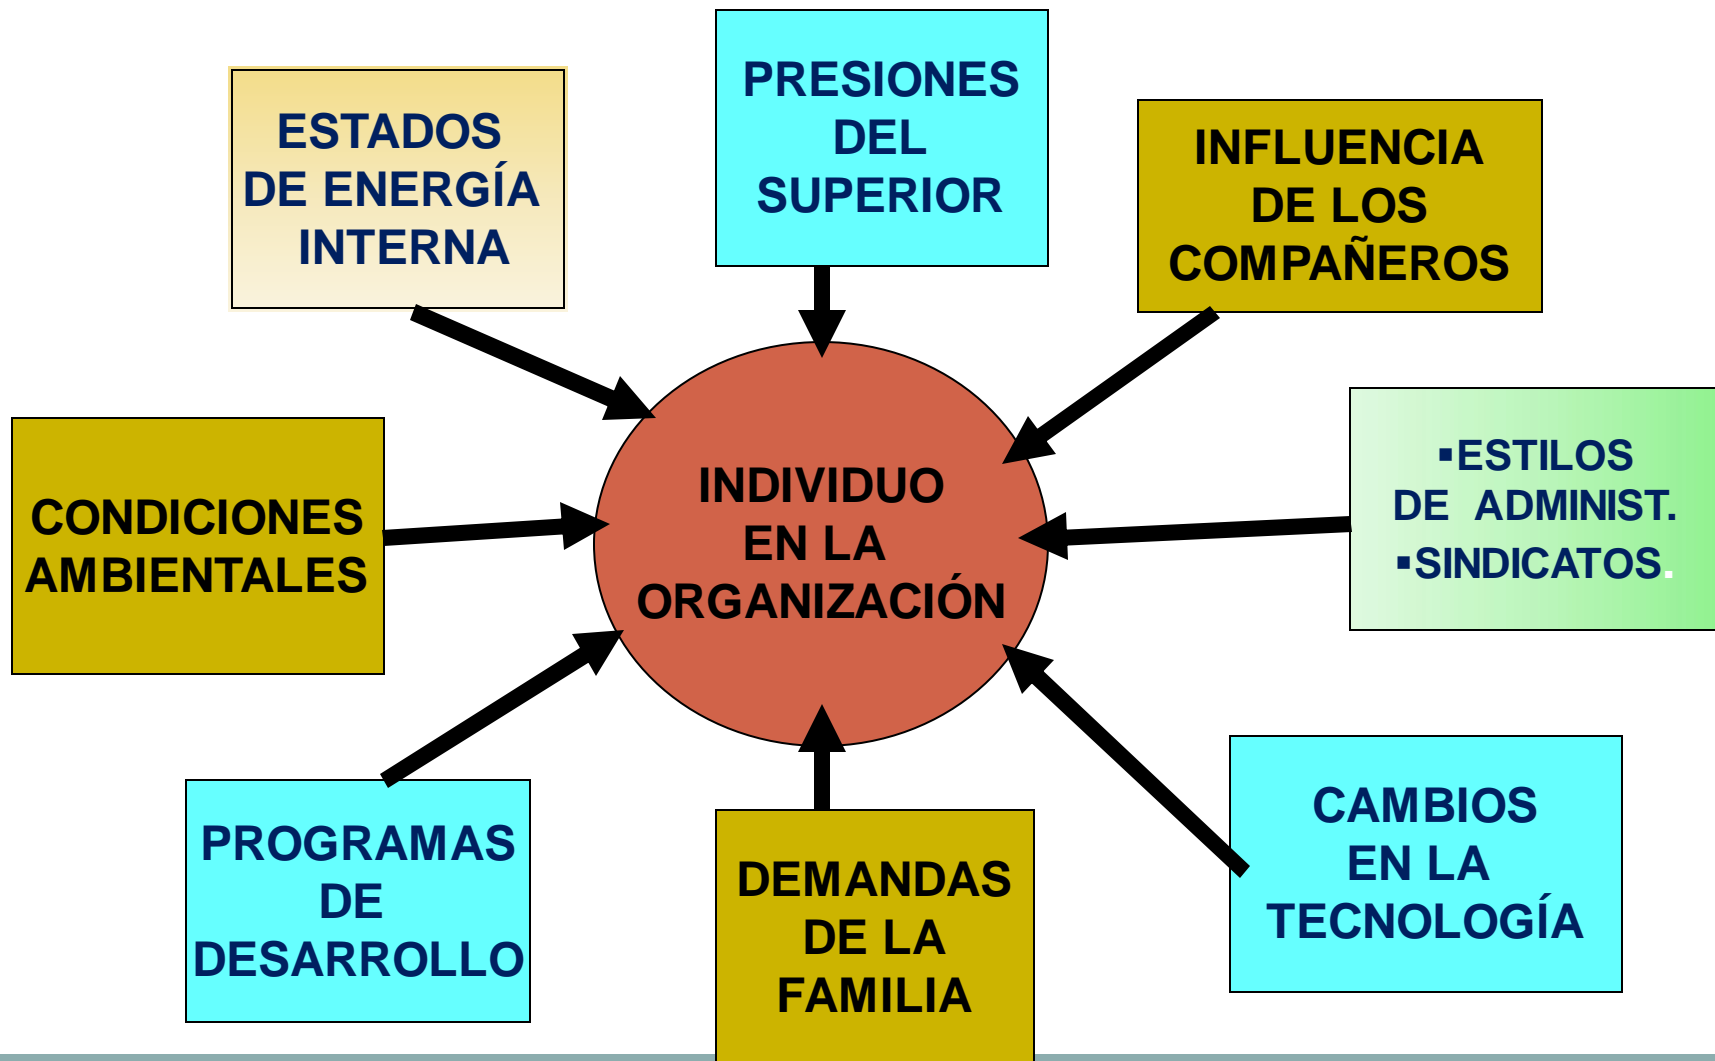 PRESIONES
DEL
SUPERIOR
ESTADOS
DE ENERGÍA
INTERNA
INFLUENCIA
DE LOS
COMPAÑEROS
▪ESTILOS
DE ADMINIST.
▪SINDICATOS.
INDIVIDUO
EN LA
ORGANIZACIÓN
CONDICIONES
AMBIENTALES
PROGRAMAS
DE
DESARROLLO
DEMANDAS
DE LA
FAMILIA
CAMBIOS
EN LA
TECNOLOGÍA